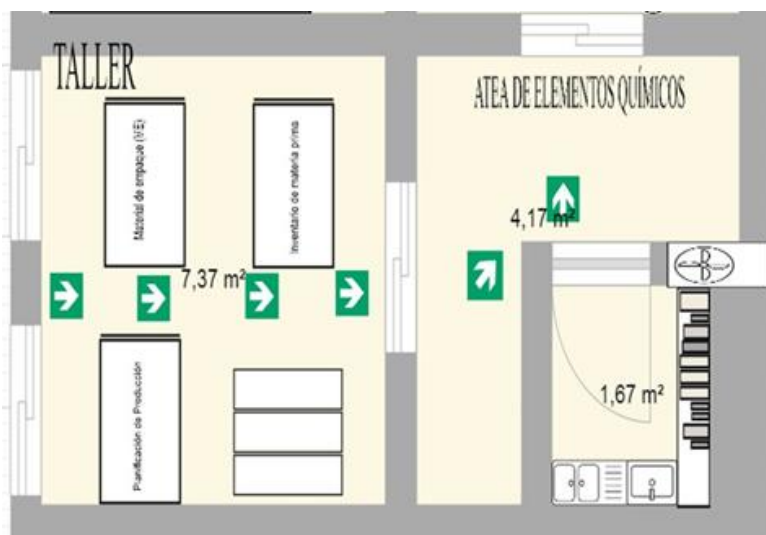 TALLER
Material de empaque (ME)
Inventario de materia prima
7,37 m²
Planificación de Producción
ATEA DE ELEMENTOS QUÍMICOS
4,17 m²
1,67 m²